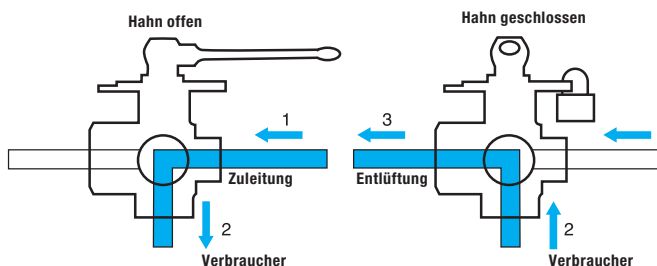 Hahn offen
1
Zuleitung
2
Verbraucher
Hahn geschlossen
3
Entlüftung
2
Verbraucher